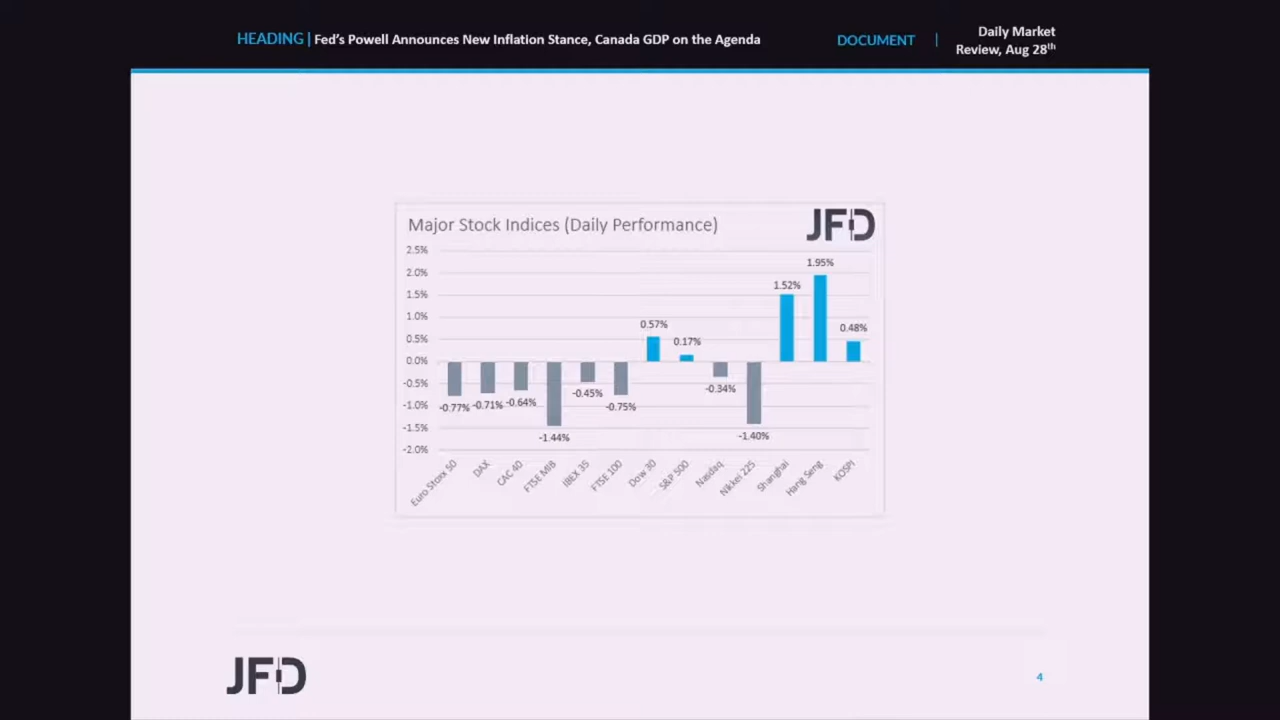 HEADING | Fed's Powell Announces New Inflation Stance, Canada GDP on the Agenda
DOCUMENT |
Daily Market
Review, Aug 28th
Major Stock Indices (Daily Performance)
JFD
2.5%
2.0%
1.5%
1.0%
0.5%
0.0%
-0.5%
-1.0%
-1.5%
-2.0%
-0.77%
-0.71%
-0.64%
-1.44%
-0.45%
-0.75%
0.57%
0.17%
-0.34%
-1.40%
1.52%
1.95%
0.48%
Euro Stoxx 50
DAX
CAC 40
FTSE MIB
IBEX 35
FTSE 100
Dow 30
S&P 500
Nasdaq
Nikkei 225
Shanghai
Hang Seng
KOSPI
JFD
4